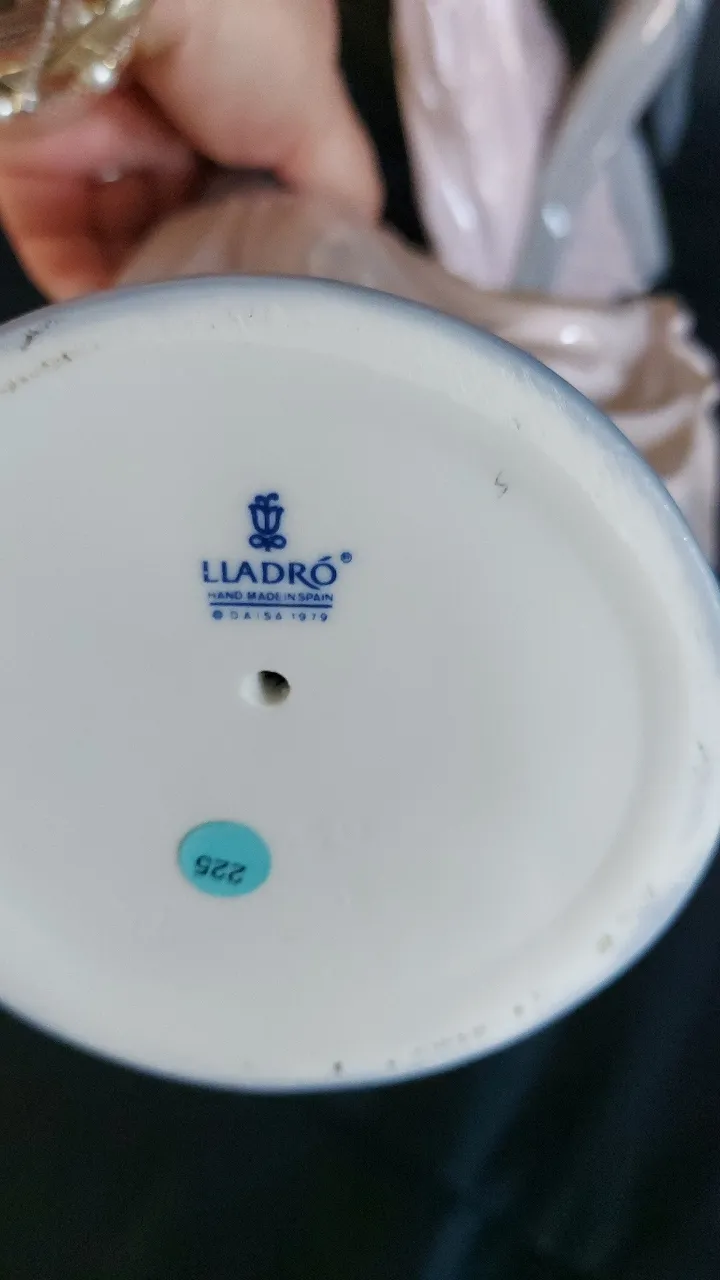 LLADRÓ®
HAND MADE IN SPAIN
© DAISA 1979
225